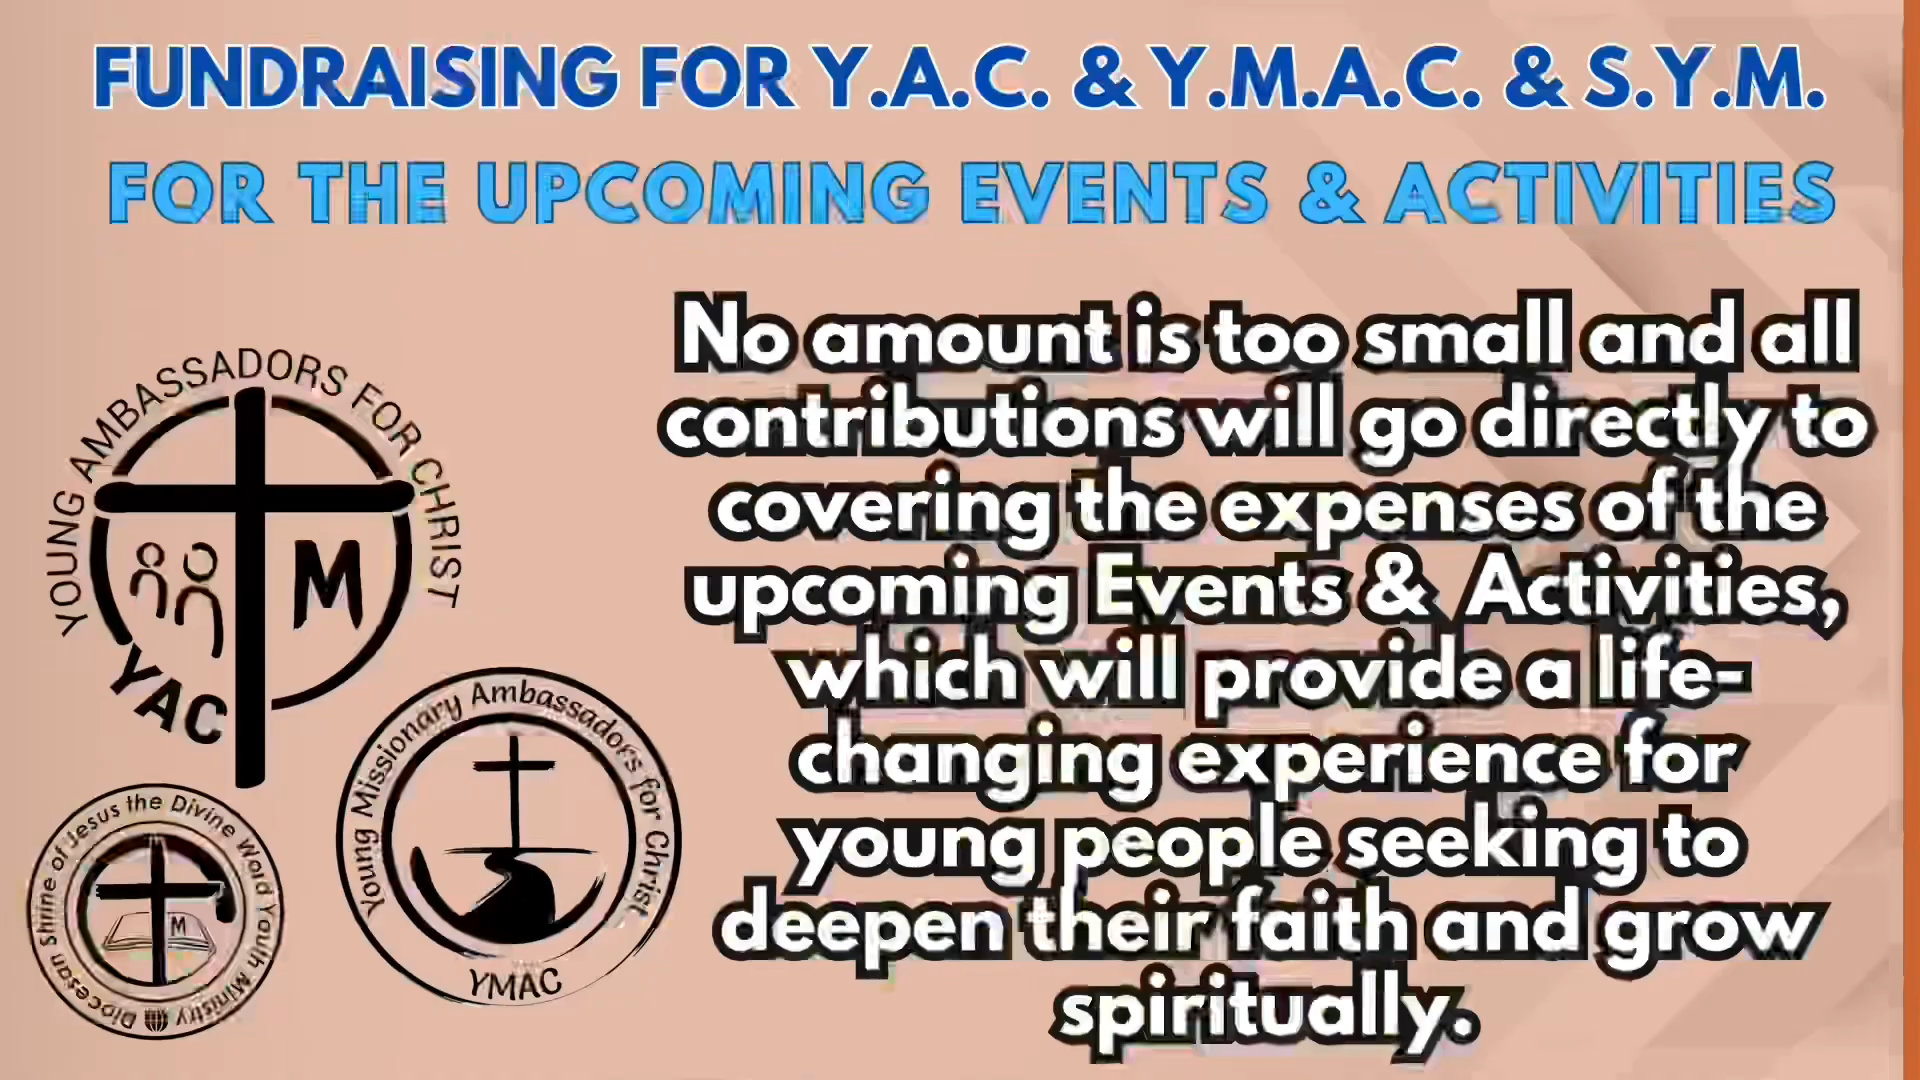 FUNDRAISING FOR Y.A.C. & Y.M.A.C. & S.Y.M.
FOR THE UPCOMING EVENTS & ACTIVITIES
No amount is too small and all
contributions will go directly to
covering the expenses of the
upcoming Events & Activities,
which will provide a life-
changing experience for
young people seeking to
deepen their faith and grow
spiritually.
YOUNG AMBASSADORS FOR CHRIST
M
YAC
Young Missionary Ambassadors for Christ
YMAC
Diocesan Shrine of Jesus the Divine Word Youth Ministry
M